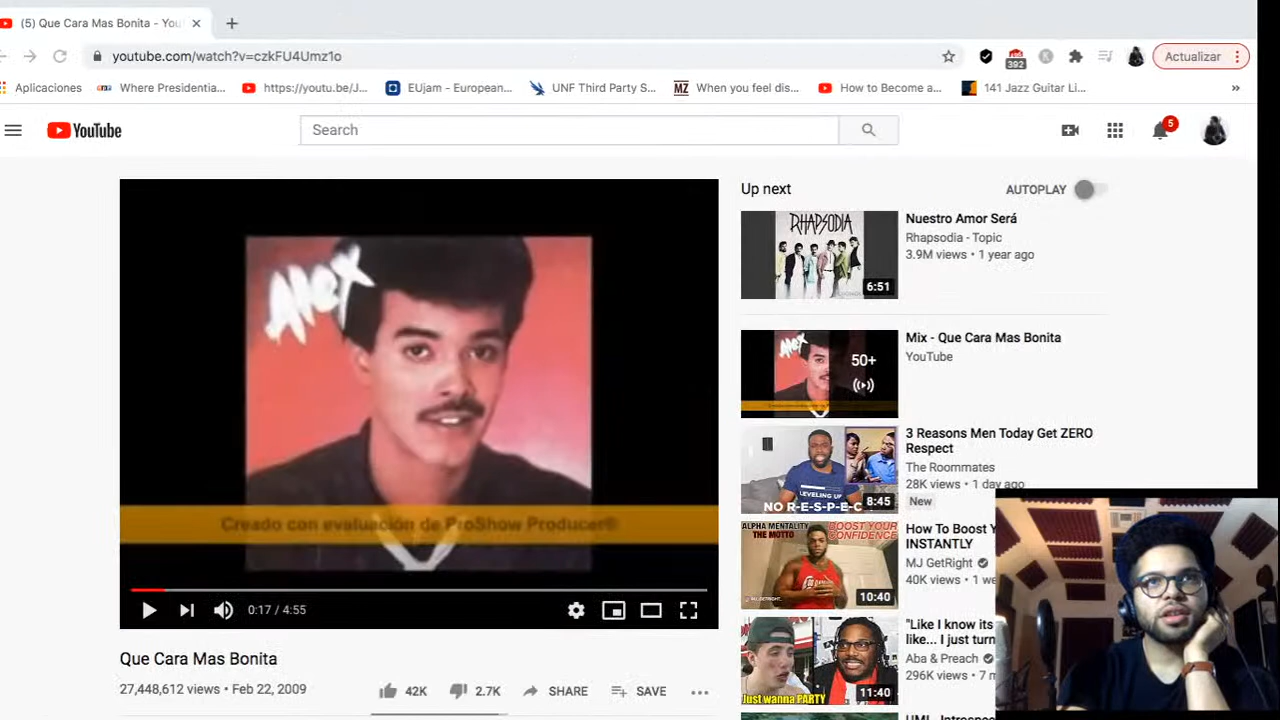 (5) Que Cara Mas Bonita - You
youtube.com/watch?v=czkFU4Umz1o
392
K
Actualizar
Aplicaciones
Where Presidentia...
https://youtu.be/J...
EUjam - European...
UNF Third Party S...
MZ
When you feel dis...
How to Become a...
141 Jazz Guitar Li...
YouTube
Search
5
Up next
AUTOPLAY
Alex
Creado con evaluación de ProShow Producer®
0:17 / 4:55
Que Cara Mas Bonita
27,448,612 views • Feb 22, 2009
42K
2.7K
SHARE
SAVE
RHAPSODIA
6:51
Nuestro Amor Será
Rhapsodia - Topic
3.9M views • 1 year ago
Alex
50+
Mix - Que Cara Mas Bonita
YouTube
LEVELING UP
NO R-E-S-P-E-C
8:45
3 Reasons Men Today Get ZERO
Respect
The Roommates
28K views • 1 day ago
New
ALPHA MENTALITY
THE MOTTO
BOOST YOUR
CONFIDENCE
10:40
How To Boost Y
INSTANTLY
MJ GetRight
40K views • 1 we
Just wanna PARTY
11:40
"Like I know its
like... I just turn
Aba & Preach
296K views • 7 m